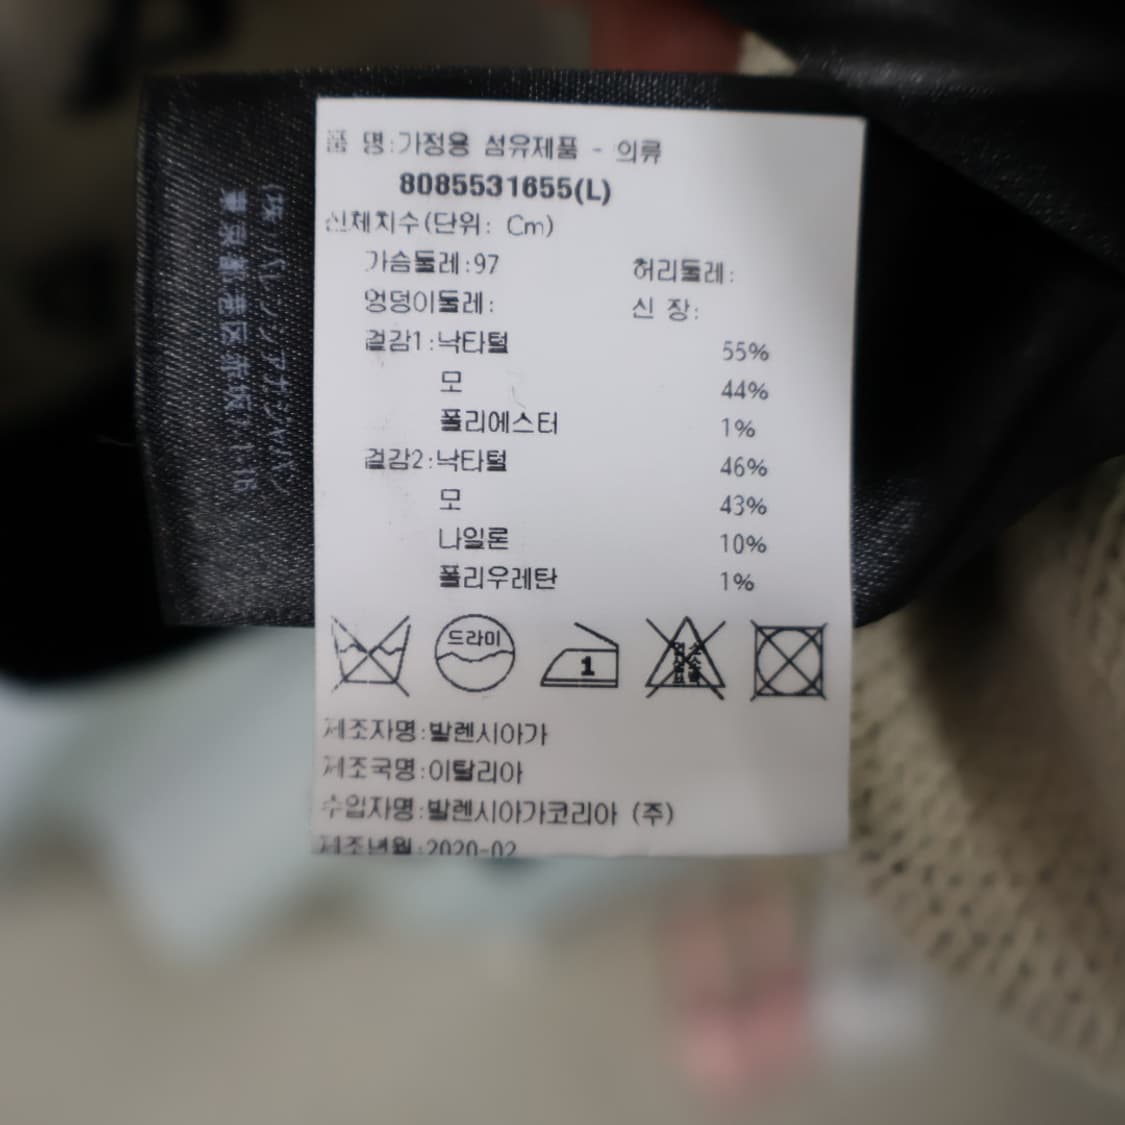 품 명:가정용 섬유제품 - 의류
8085531655(L)
신체치수(단위: Cm)
가슴둘레:97 허리둘레:
엉덩이둘레: 신 장:
겉감1:낙타털 55%
모 44%
폴리에스터 1%
겉감2:낙타털 46%
모 43%
나일론 10%
폴리우레탄 1%
드라이
1
제조자명:발렌시아가
제조국명:이탈리아
수입자명:발렌시아가코리아 (주)
제조년월:2020-02